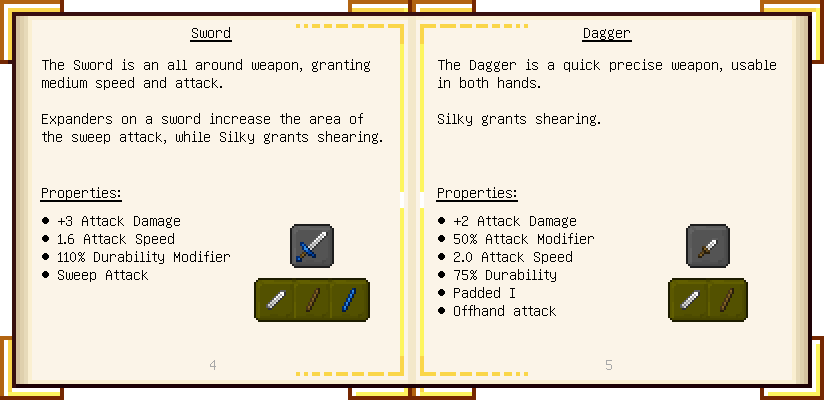 Sword
The Sword is an all around weapon, granting
medium speed and attack.
Expanders on a sword increase the area of
the sweep attack, while Silky grants shearing.
Properties:
● +3 Attack Damage
● 1.6 Attack Speed
● 110% Durability Modifier
● Sweep Attack
4
Dagger
The Dagger is a quick precise weapon, usable
in both hands.
Silky grants shearing.
Properties:
● +2 Attack Damage
● 50% Attack Modifier
● 2.0 Attack Speed
● 75% Durability
● Padded I
● Offhand attack
5